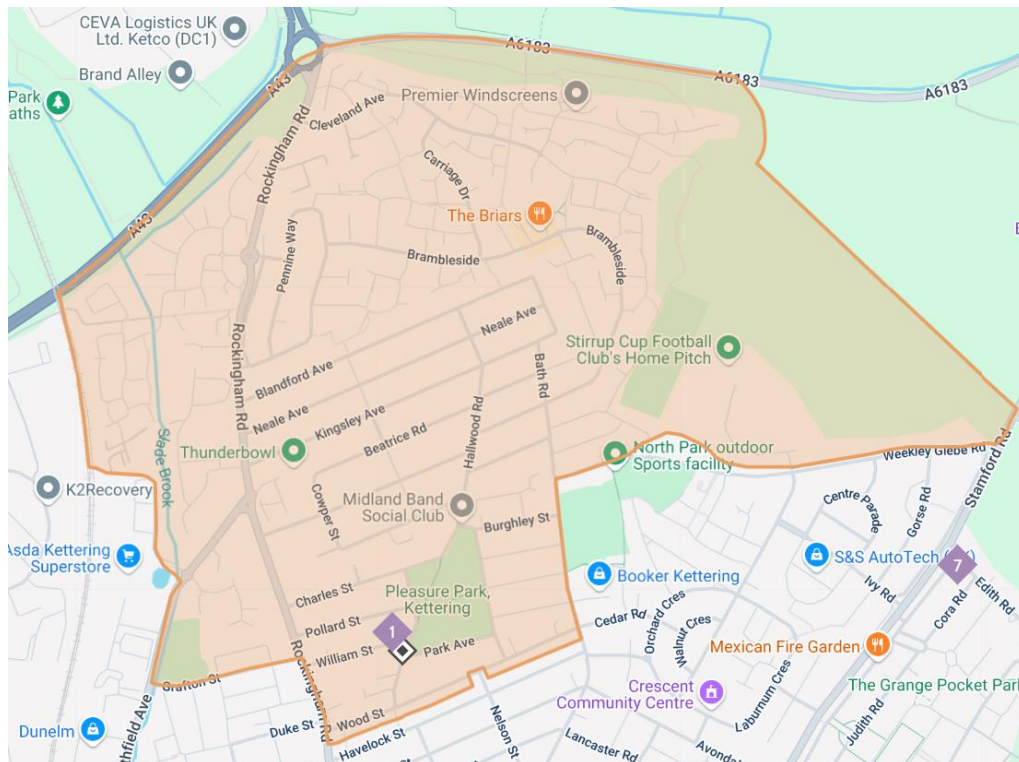 CEVA Logistics UK
Ltd. Ketco (DC1)
A6183
A6183
A6183
Brand Alley
A43
Park
aths
Premier Windscreens
Cleveland Ave
Rockingham Rd
Carriage Dr
The Briars
A43
Pennine Way
Brambleside
Brambleside
Neale Ave
Stirrup Cup Football
Club's Home Pitch
Rockingham Rd
Blandford Ave
Bath Rd
Neale Ave
Kingsley Ave
Beatrice Rd
Hallwood Rd
Thunderbowl
Slade Brook
North Park outdoor
Sports facility
Weekley Glebe Rd
Stamford Rd
K2Recovery
Cowper St
Midland Band
Social Club
Burghley St
Centre Parade
Gorse Rd
Asda Kettering
Superstore
S&S AutoTech
7
Booker Kettering
Ivy Rd
Edith Rd
Cora Rd
Charles St
Pleasure Park,
Kettering
Pollard St
1
Cedar Rd
Orchard Cres
Walnut Cres
William St
Park Ave
Rockingham Rd
Mexican Fire Garden
Grafton St
Crescent
Community Centre
Laburnum Cres
The Grange Pocket Park
Dunelm
thfield Ave
Duke St
Wood St
Havelock St
Nelson St
Lancaster Rd
Avondal
Judith Rd